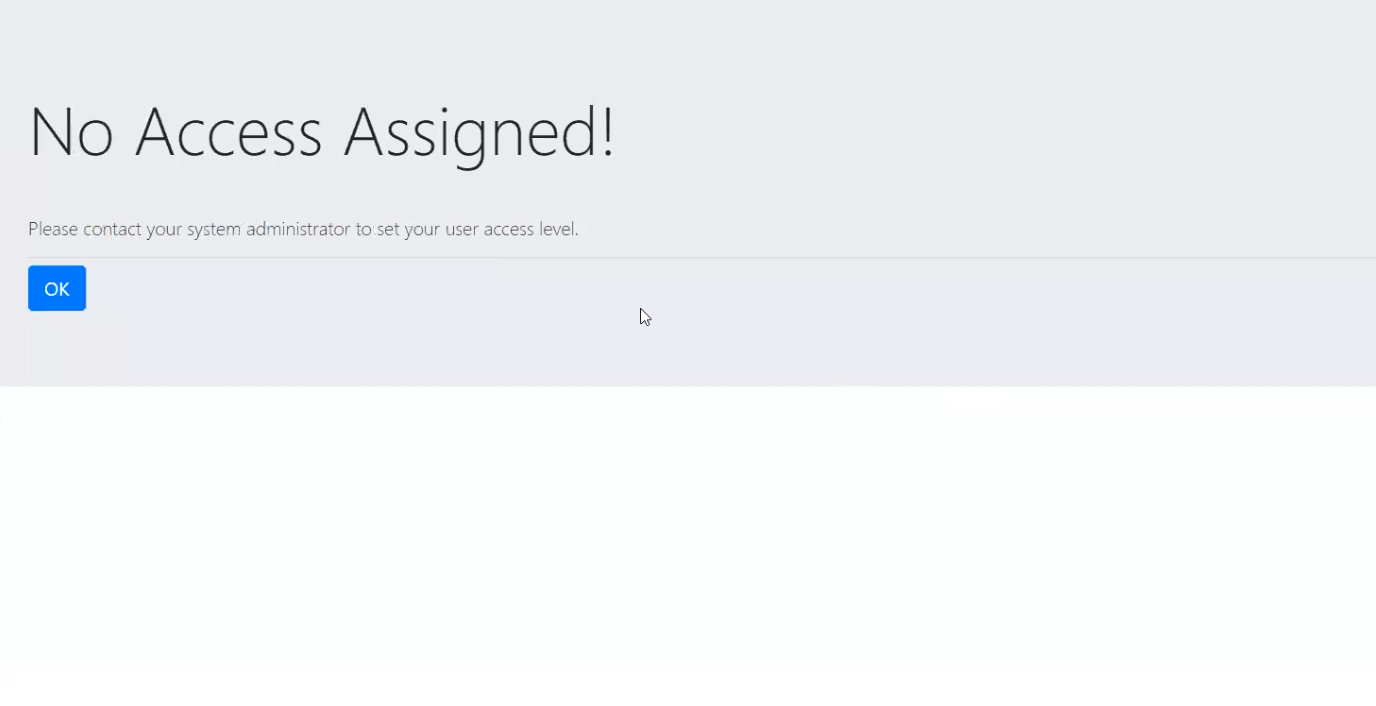 No Access Assigned!
Please contact your system administrator to set your user access level.
OK